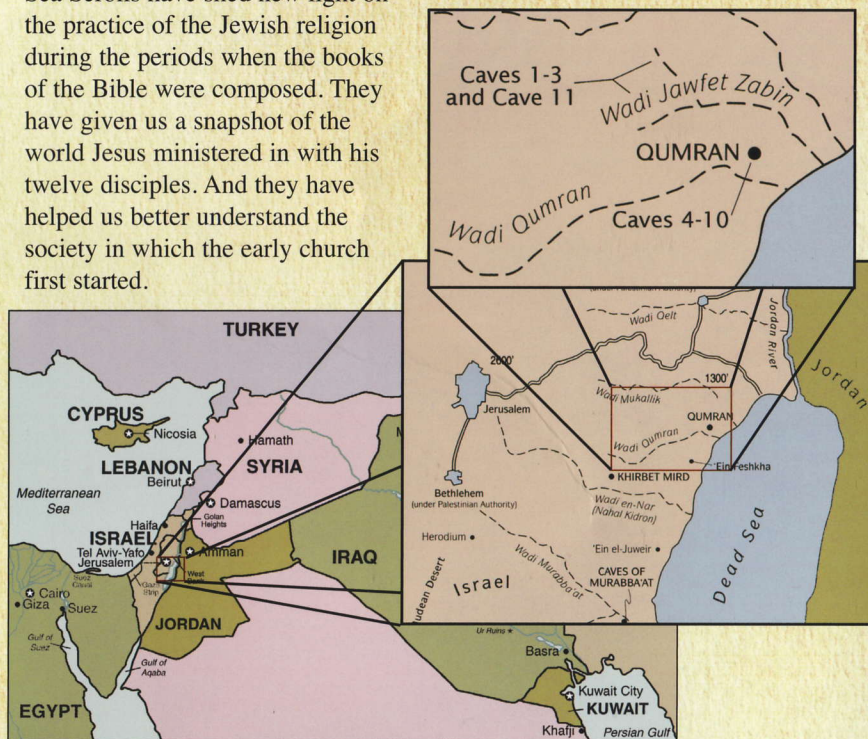 Sea Scrolls have shed new light on
the practice of the Jewish religion
during the periods when the books
of the Bible were composed. They
have given us a snapshot of the
world Jesus ministered in with his
twelve disciples. And they have
helped us better understand the
society in which the early church
first started.
Caves 1-3
and Cave 11
Wadi Jawfet Zabin
QUMRAN
Wadi Qumran
Caves 4-10
(under Palestinian Authority)
Wadi Qelt
Jordan River
Jordan
2600'
1300'
Jerusalem
Wadi Mukallik
QUMRAN
Wadi Qumran
'Ein Feshkha
KHIRBET MIRD
Bethlehem
(under Palestinian Authority)
Wadi en-Nar
(Nahal Kidron)
Dead Sea
Herodium
'Ein el-Juweir
Wadi Murabba'at
CAVES OF
MURABBA'AT
Israel
udean Desert
TURKEY
CYPRUS
Nicosia
Hamath
LEBANON
SYRIA
Beirut
Mediterranean
Sea
Damascus
Golan
Heights
Haifa
ISRAEL
Tel Aviv-Yafo
Amman
Jerusalem
IRAQ
West
Gaza
Strip
Suez
Canal
Cairo
Giza
Suez
JORDAN
Gulf of
Suez
Gulf of
Aqaba
EGYPT
Ur Ruins
Basra
Kuwait City
KUWAIT
Khafji
Persian Gulf